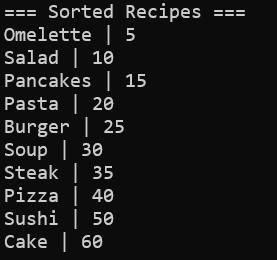 === Sorted Recipes ===
Omelette | 5
Salad | 10
Pancakes | 15
Pasta | 20
Burger | 25
Soup | 30
Steak | 35
Pizza | 40
Sushi | 50
Cake | 60